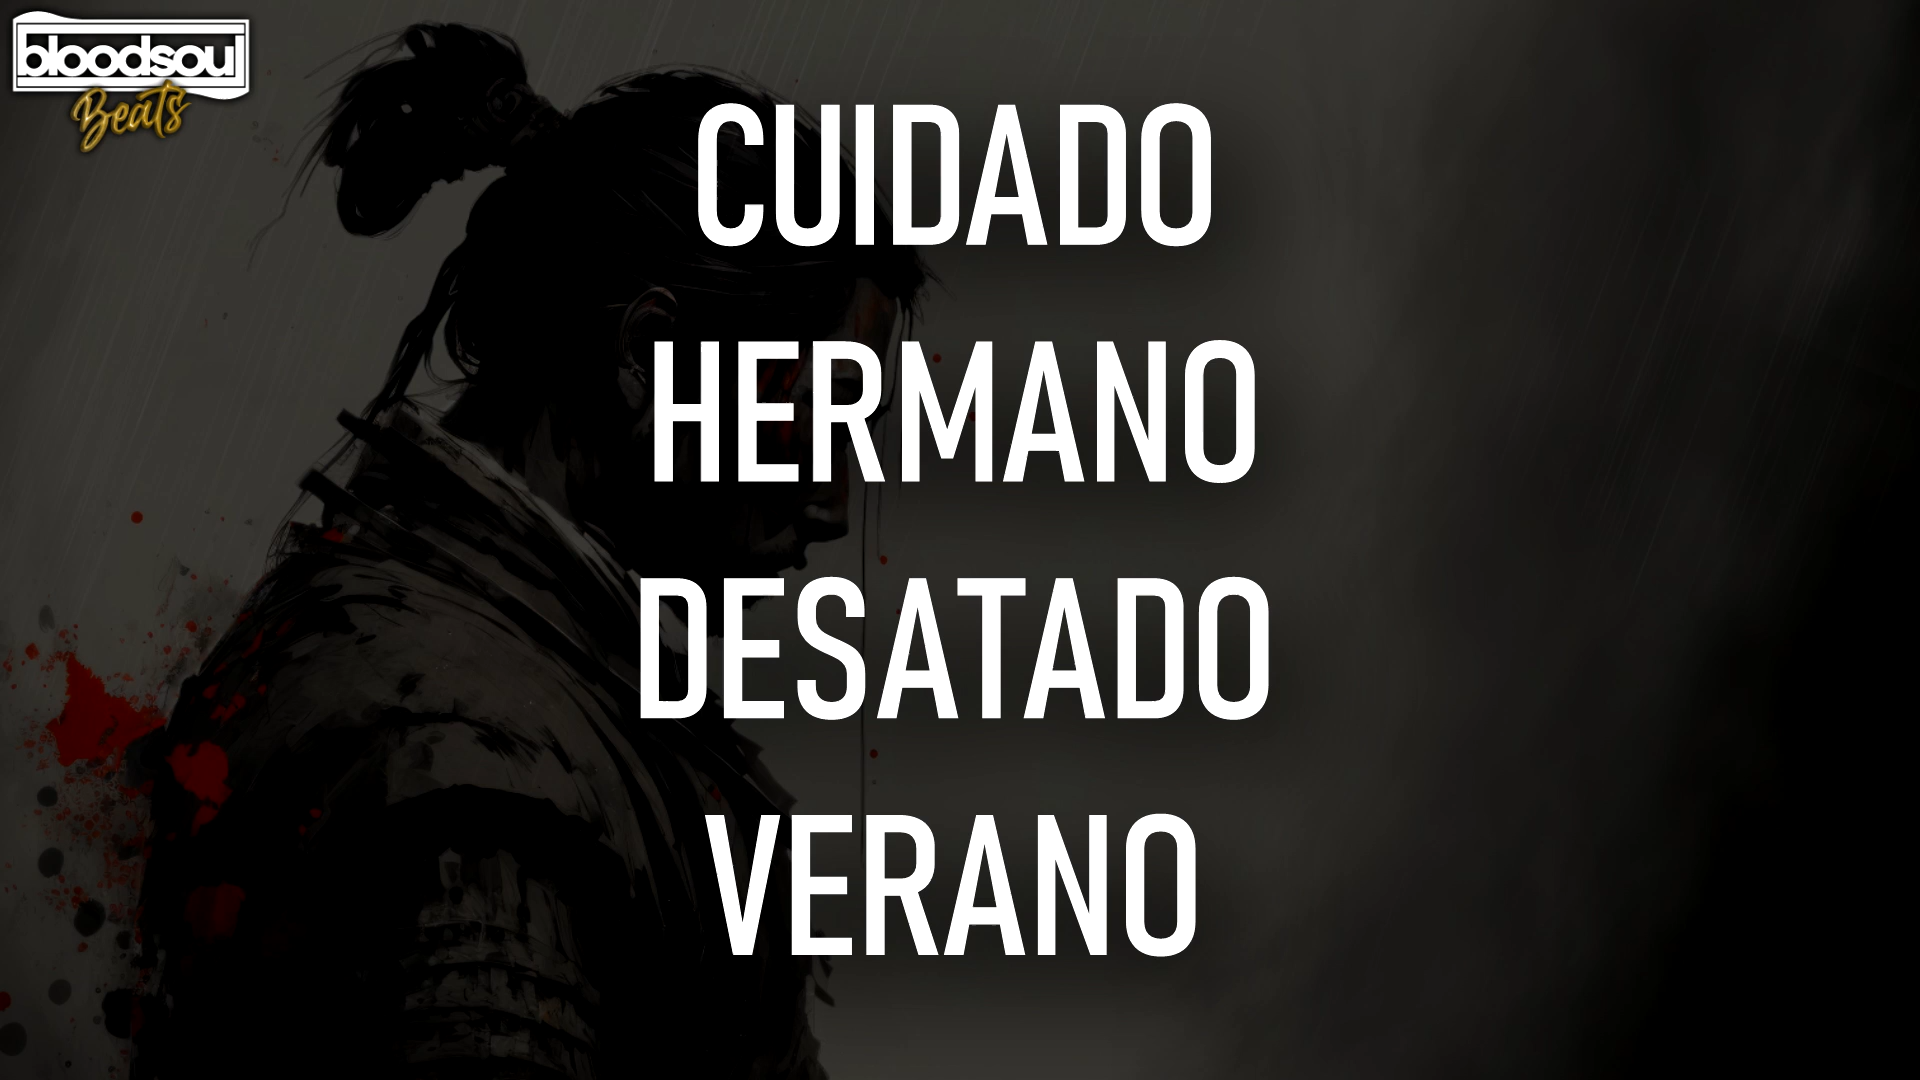 bloodsoul
Beats
CUIDADO
HERMANO
DESATADO
VERANO